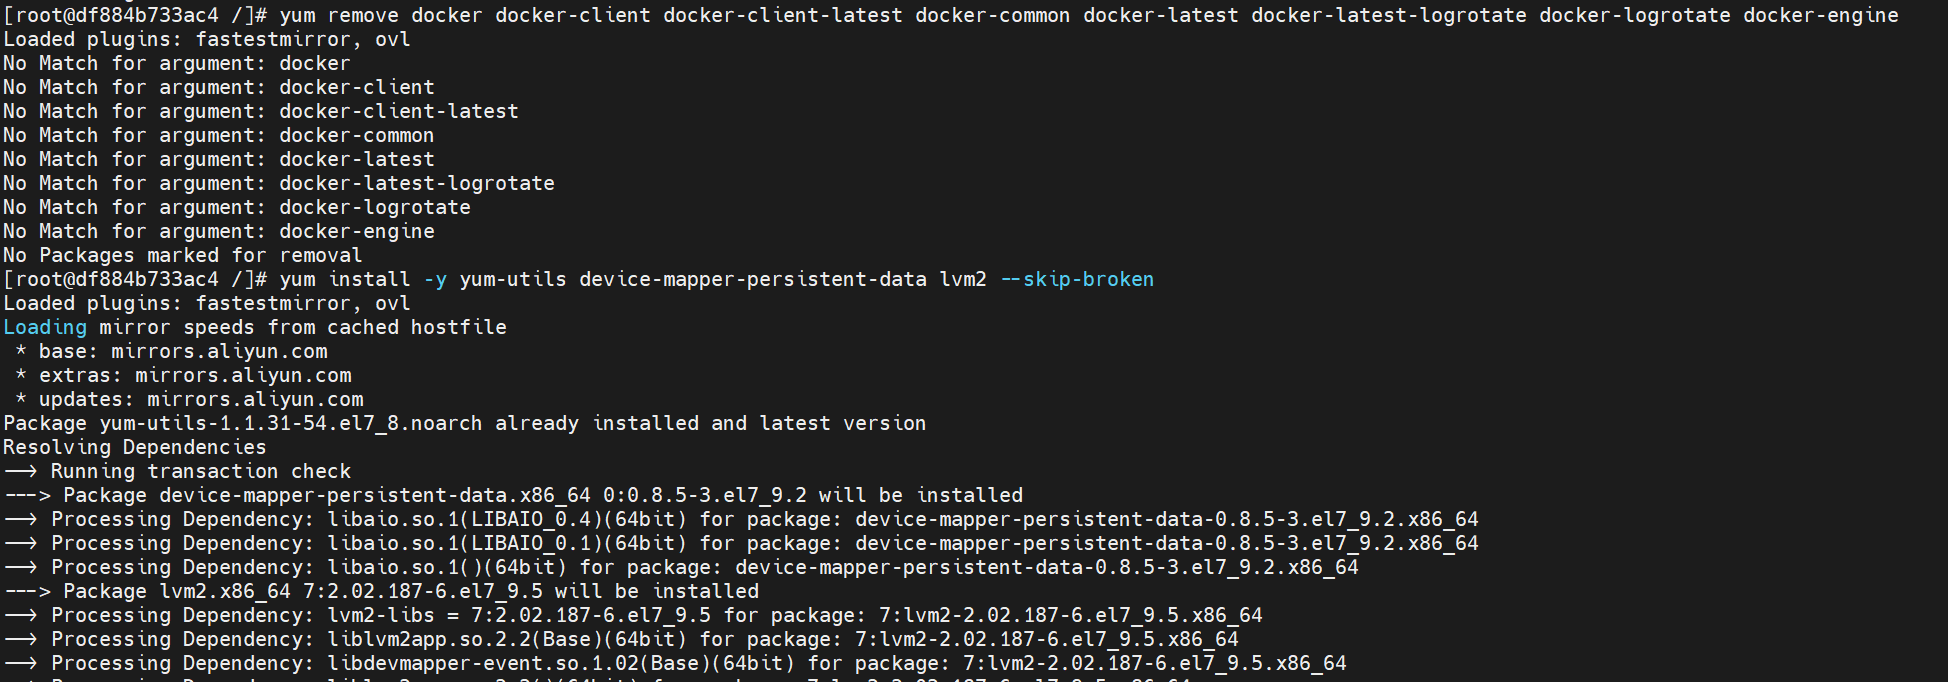 [root@df884b733ac4 /]# yum remove docker docker-client docker-client-latest docker-common docker-latest docker-latest-logrotate docker-logrotate docker-engine
Loaded plugins: fastestmirror, ovl
No Match for argument: docker
No Match for argument: docker-client
No Match for argument: docker-client-latest
No Match for argument: docker-common
No Match for argument: docker-latest
No Match for argument: docker-latest-logrotate
No Match for argument: docker-logrotate
No Match for argument: docker-engine
No Packages marked for removal
[root@df884b733ac4 /]# yum install -y yum-utils device-mapper-persistent-data lvm2 --skip-broken
Loaded plugins: fastestmirror, ovl
Loading mirror speeds from cached hostfile
 * base: mirrors.aliyun.com
 * extras: mirrors.aliyun.com
 * updates: mirrors.aliyun.com
Package yum-utils-1.1.31-54.el7_8.noarch already installed and latest version
Resolving Dependencies
--> Running transaction check
---> Package device-mapper-persistent-data.x86_64 0:0.8.5-3.el7_9.2 will be installed
--> Processing Dependency: libaio.so.1(LIBAIO_0.4)(64bit) for package: device-mapper-persistent-data-0.8.5-3.el7_9.2.x86_64
--> Processing Dependency: libaio.so.1(LIBAIO_0.1)(64bit) for package: device-mapper-persistent-data-0.8.5-3.el7_9.2.x86_64
--> Processing Dependency: libaio.so.1()(64bit) for package: device-mapper-persistent-data-0.8.5-3.el7_9.2.x86_64
---> Package lvm2.x86_64 7:2.02.187-6.el7_9.5 will be installed
--> Processing Dependency: lvm2-libs = 7:2.02.187-6.el7_9.5 for package: 7:lvm2-2.02.187-6.el7_9.5.x86_64
--> Processing Dependency: liblvm2app.so.2.2(Base)(64bit) for package: 7:lvm2-2.02.187-6.el7_9.5.x86_64
--> Processing Dependency: libdevmapper-event.so.1.02(Base)(64bit) for package: 7:lvm2-2.02.187-6.el7_9.5.x86_64